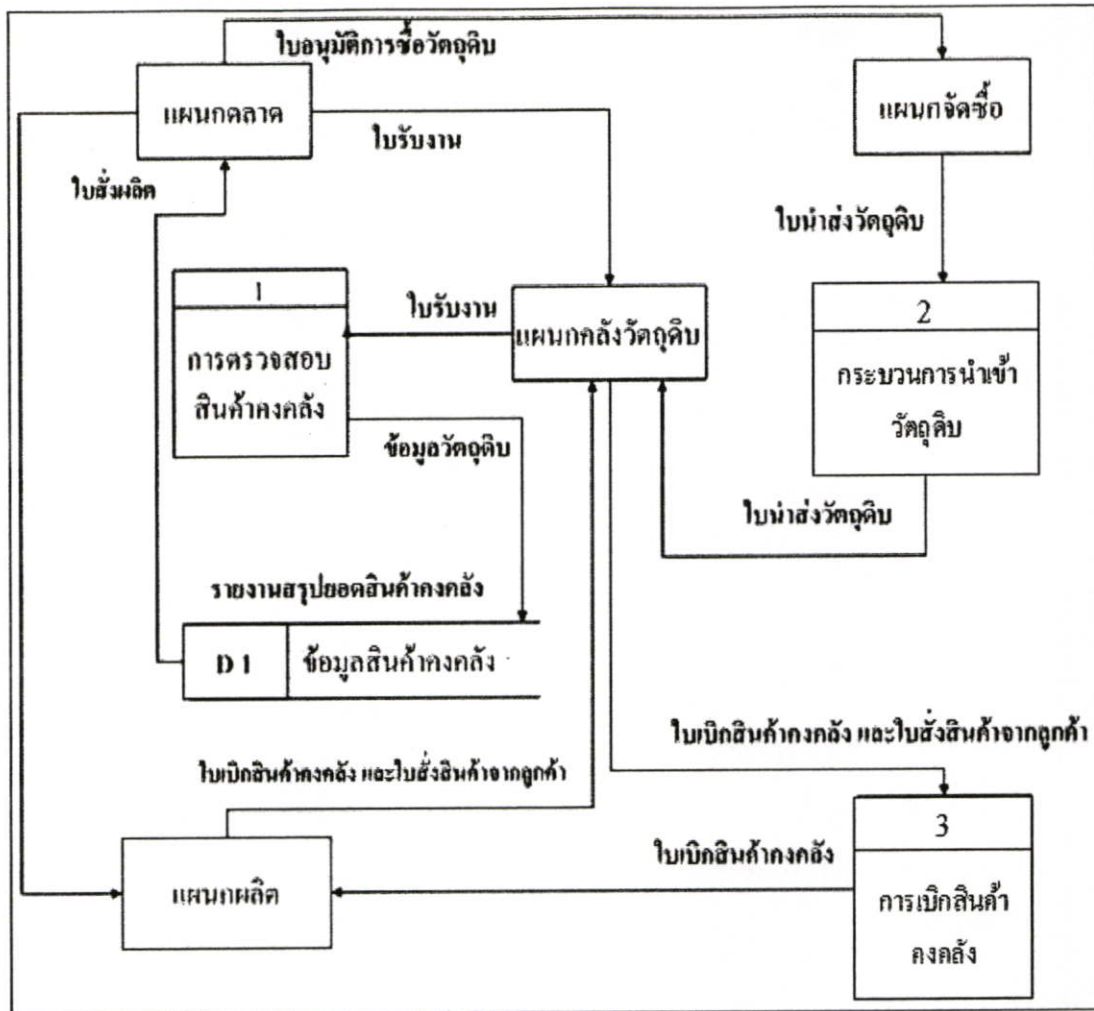 ใบอนุมัติการซื้อวัตถุดิบ
แผนกตลาด
แผนกจัดซื้อ
ใบรับงาน
ใบสั่งผลิต
ใบนำส่งวัตถุดิบ
1
การตรวจสอบ
สินค้าคงคลัง
ใบรับงาน
แผนกคลังวัตถุดิบ
2
กระบวนการนำเข้า
วัตถุดิบ
ข้อมูลวัตถุดิบ
ใบนำส่งวัตถุดิบ
รายงานสรุปยอดสินค้าคงคลัง
D 1
ข้อมูลสินค้าคงคลัง
ใบเบิกสินค้าคงคลัง และใบสั่งสินค้าจากลูกค้า
ใบเบิกสินค้าคงคลัง และใบสั่งสินค้าจากลูกค้า
3
การเบิกสินค้า
คงคลัง
ใบเบิกสินค้าคงคลัง
แผนกผลิต